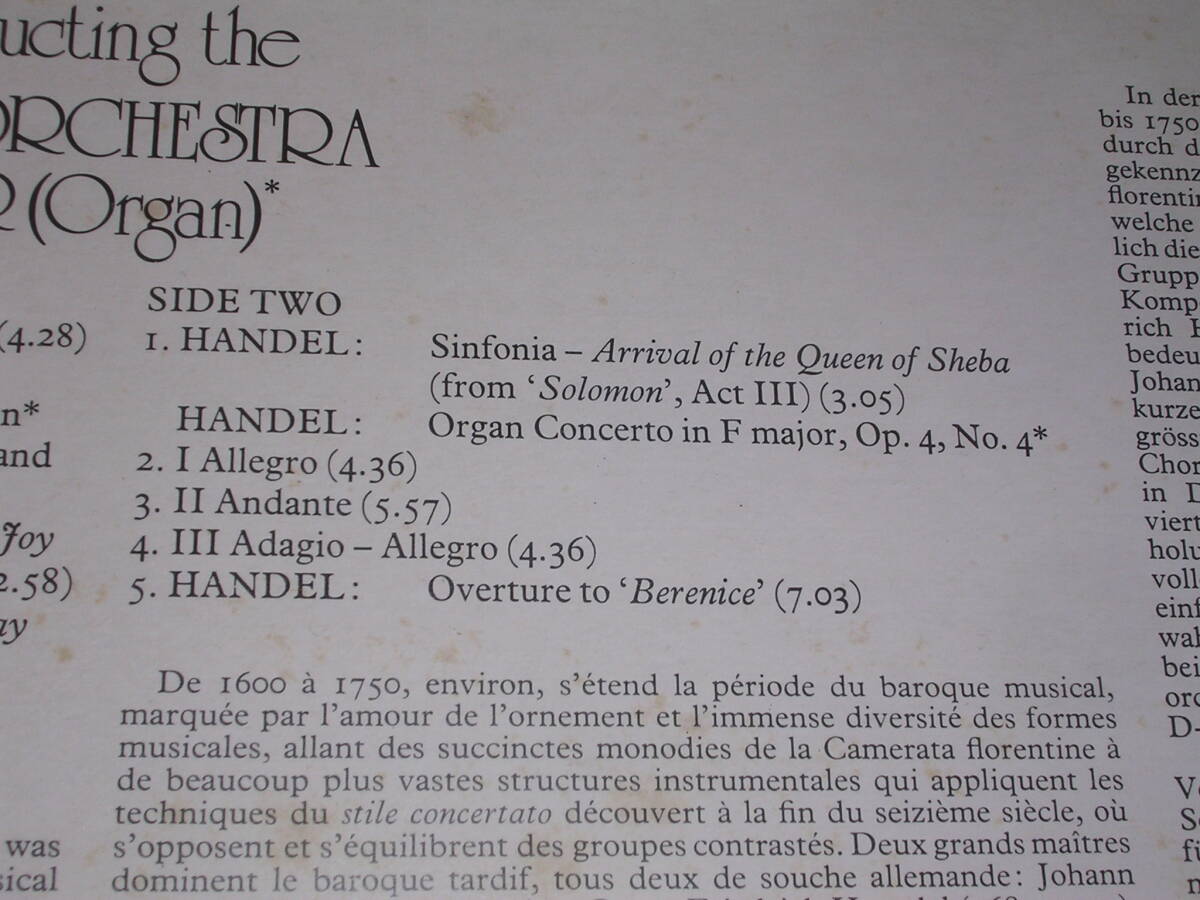 ucting the
ORCHESTRA
R (Organ)*
(4.28)
n*
and
Joy
2.58)
ay
was
sical
SIDE TWO
1. HANDEL: Sinfonia – Arrival of the Queen of Sheba
(from ‘Solomon’, Act III) (3.05)
HANDEL: Organ Concerto in F major, Op. 4, No. 4*
2. I Allegro (4.36)
3. II Andante (5.57)
4. III Adagio – Allegro (4.36)
5. HANDEL: Overture to ‘Berenice’ (7.03)
De 1600 à 1750, environ, s’étend la période du baroque musical,
marquée par l’amour de l’ornement et l’immense diversité des formes
musicales, allant des succinctes monodies de la Camerata florentine à
de beaucoup plus vastes structures instrumentales qui appliquent les
techniques du stile concertato découvert à la fin du seizième siècle, où
s’opposent et s’équilibrent des groupes contrastés. Deux grands maîtres
dominent le baroque tardif, tous deux de souche allemande: Johann
In der
bis 1750
durch d
gekennz
florentin
welche
lich die
Grupp
Komp
rich H
bedeu
Johan
kurze
gröss
Chor
in D
viert
holu
voll
einf
wah
bei
orc
D-
Ve
Se
fü